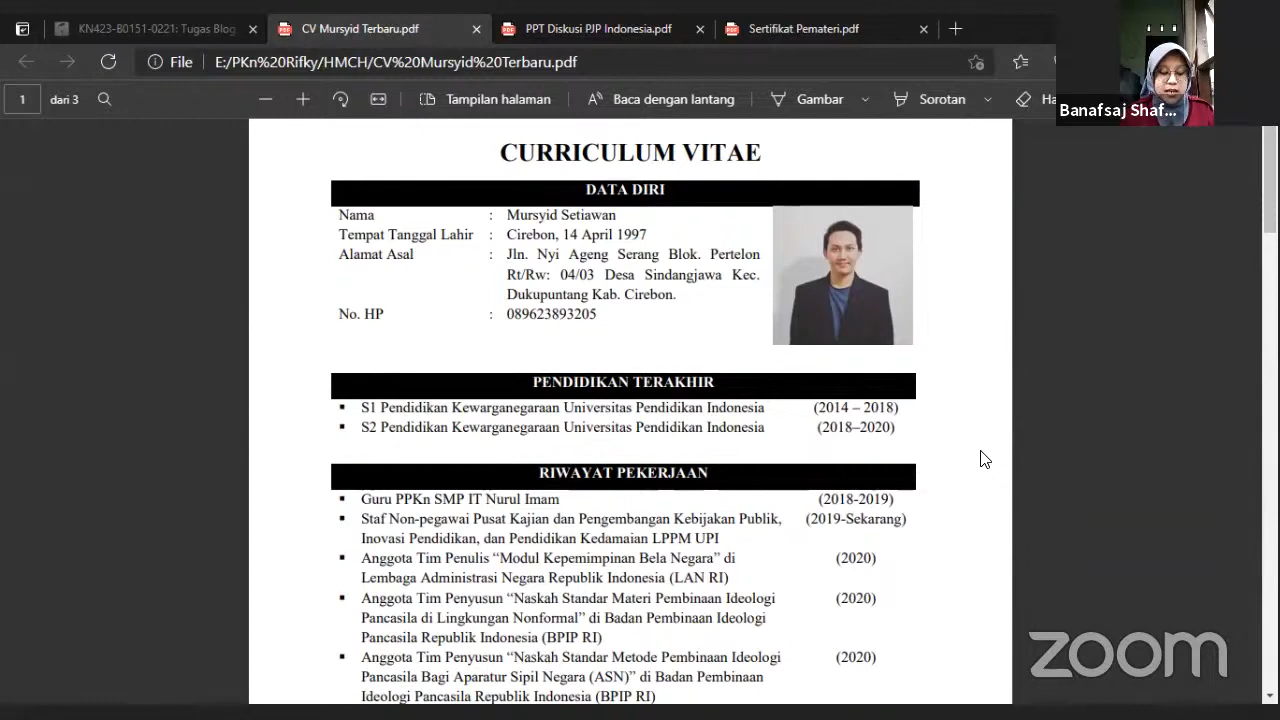 KN423-B0151-0221: Tugas Blog
CV Mursyid Terbaru.pdf
PPT Diskusi PJP Indonesia.pdf
Sertifikat Pemateri.pdf
File
E:/PKn%20Rifky/HMCH/CV%20Mursyid%20Terbaru.pdf
1 dari 3
Tampilan halaman
Baca dengan lantang
Gambar
Sorotan
Banafsaj Shaf...
CURRICULUM VITAE
DATA DIRI
Nama : Mursyid Setiawan
Tempat Tanggal Lahir : Cirebon, 14 April 1997
Alamat Asal : Jln. Nyi Ageng Serang Blok. Pertelon
Rt/Rw: 04/03 Desa Sindangjawa Kec.
Dukupuntang Kab. Cirebon.
No. HP : 089623893205
PENDIDIKAN TERAKHIR
▪ S1 Pendidikan Kewarganegaraan Universitas Pendidikan Indonesia (2014 – 2018)
▪ S2 Pendidikan Kewarganegaraan Universitas Pendidikan Indonesia (2018–2020)
RIWAYAT PEKERJAAN
▪ Guru PPKn SMP IT Nurul Imam (2018-2019)
▪ Staf Non-pegawai Pusat Kajian dan Pengembangan Kebijakan Publik, (2019-Sekarang)
Inovasi Pendidikan, dan Pendidikan Kedamaian LPPM UPI
▪ Anggota Tim Penulis “Modul Kepemimpinan Bela Negara” di (2020)
Lembaga Administrasi Negara Republik Indonesia (LAN RI)
▪ Anggota Tim Penyusun “Naskah Standar Materi Pembinaan Ideologi (2020)
Pancasila di Lingkungan Nonformal” di Badan Pembinaan Ideologi
Pancasila Republik Indonesia (BPIP RI)
▪ Anggota Tim Penyusun “Naskah Standar Metode Pembinaan Ideologi (2020)
Pancasila Bagi Aparatur Sipil Negara (ASN)” di Badan Pembinaan
Ideologi Pancasila Republik Indonesia (BPIP RI)
zoom